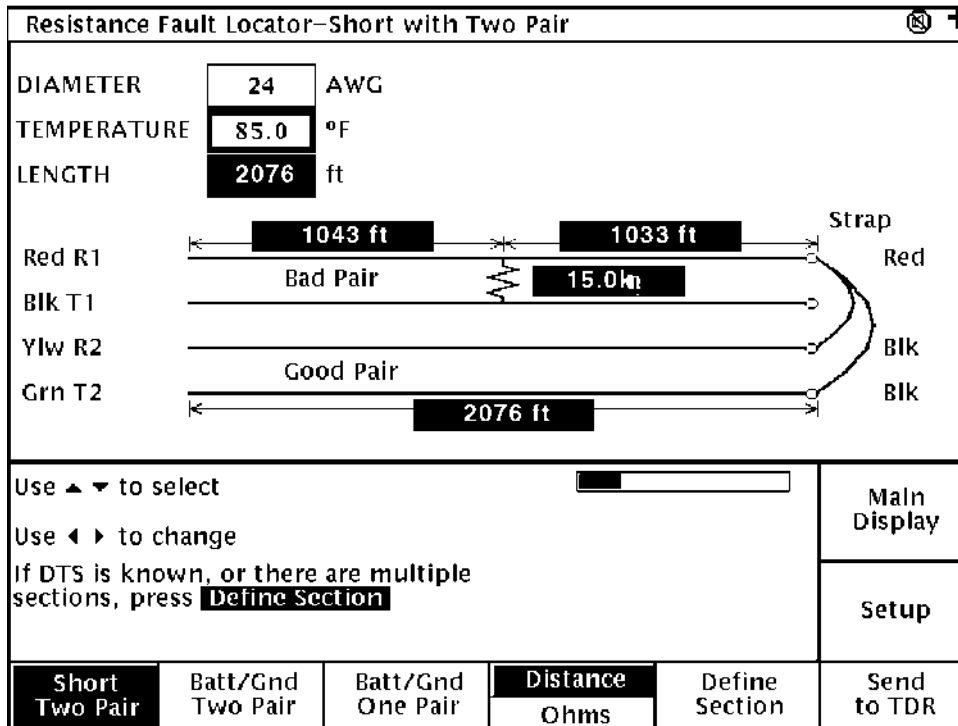 Resistance Fault Locator–Short with Two Pair
DIAMETER 24 AWG
TEMPERATURE 85.0 ºF
LENGTH 2076 ft
1043 ft 1033 ft Strap
Red R1 Red
Bad Pair 15.0kΩ
Blk T1
Ylw R2 Blk
Good Pair
Grn T2 Blk
2076 ft
Use ▲ ▼ to select
Use ◀ ▶ to change
If DTS is known, or there are multiple
sections, press Define Section
Main
Display
Setup
Short
Two Pair
Batt/Gnd
Two Pair
Batt/Gnd
One Pair
Distance
Ohms
Define
Section
Send
to TDR